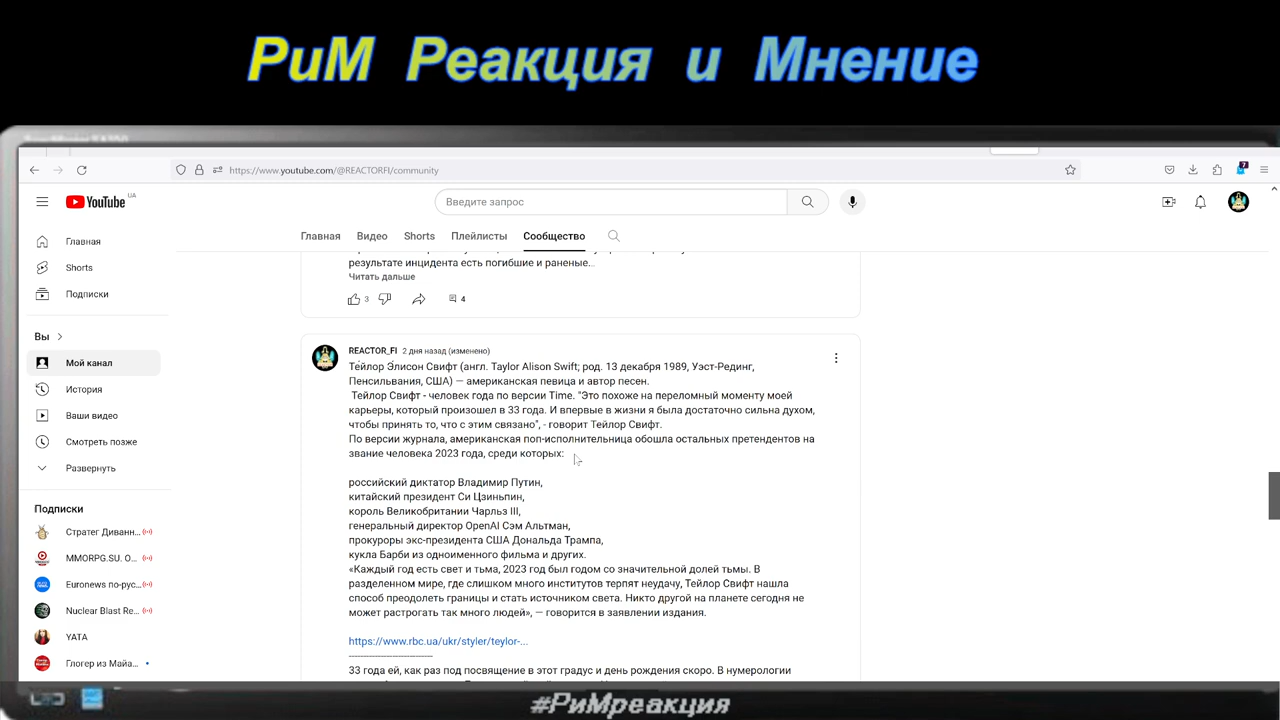 РиМ Реакция и Мнение
https://www.youtube.com/@REACTORFI/community
7
YouTube UA
Введите запрос
Главная Видео Shorts Плейлисты Сообщество
Главная
Shorts
Подписки
Вы
Мой канал
История
Ваши видео
Смотреть позже
Развернуть
Подписки
Стратег Диванн...
MMORPG.SU. O...
Euronews по-рус...
Nuclear Blast Re...
YATA
Глогер из Майа...
результате инцидента есть погибшие и раненые...
Читать дальше
3 4
REACTOR_FI 2 дня назад (изменено)
Те́йлор Э́лисон Свифт (англ. Taylor Alison Swift; род. 13 декабря 1989, Уэст-Рединг,
Пенсильвания, США) — американская певица и автор песен.
Тейлор Свифт - человек года по версии Time. "Это похоже на переломный моменту моей
карьеры, который произошел в 33 года. И впервые в жизни я была достаточно сильна духом,
чтобы принять то, что с этим связано", - говорит Тейлор Свифт.
По версии журнала, американская поп-исполнительница обошла остальных претендентов на
звание человека 2023 года, среди которых:
российский диктатор Владимир Путин,
китайский президент Си Цзиньпин,
король Великобритании Чарльз III,
генеральный директор OpenAI Сэм Альтман,
прокуроры экс-президента США Дональда Трампа,
кукла Барби из одноименного фильма и других.
«Каждый год есть свет и тьма, 2023 год был годом со значительной долей тьмы. В
разделенном мире, где слишком много институтов терпят неудачу, Тейлор Свифт нашла
способ преодолеть границы и стать источником света. Никто другой на планете сегодня не
может растрогать так много людей», — говорится в заявлении издания.
https://www.rbc.ua/ukr/styler/teylor-...
--------------------------------
33 года ей, как раз под посвящение в этот градус и день рождения скоро. В нумерологии
#РиМреакция